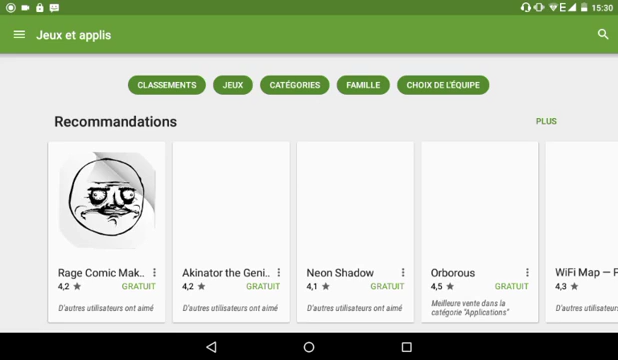 15:30
Jeux et applis
CLASSEMENTS JEUX CATÉGORIES FAMILLE CHOIX DE L'ÉQUIPE
Recommandations PLUS
Rage Comic Mak..
4,2 ★ GRATUIT
D'autres utilisateurs ont aimé
Akinator the Geni..
4,2 ★ GRATUIT
D'autres utilisateurs ont aimé
Neon Shadow
4,1 ★ GRATUIT
D'autres utilisateurs ont aimé
Orborous
4,5 ★ GRATUIT
Meilleure vente dans la
catégorie "Applications"
WiFi Map —
4,3 ★
D'autres utilisateurs